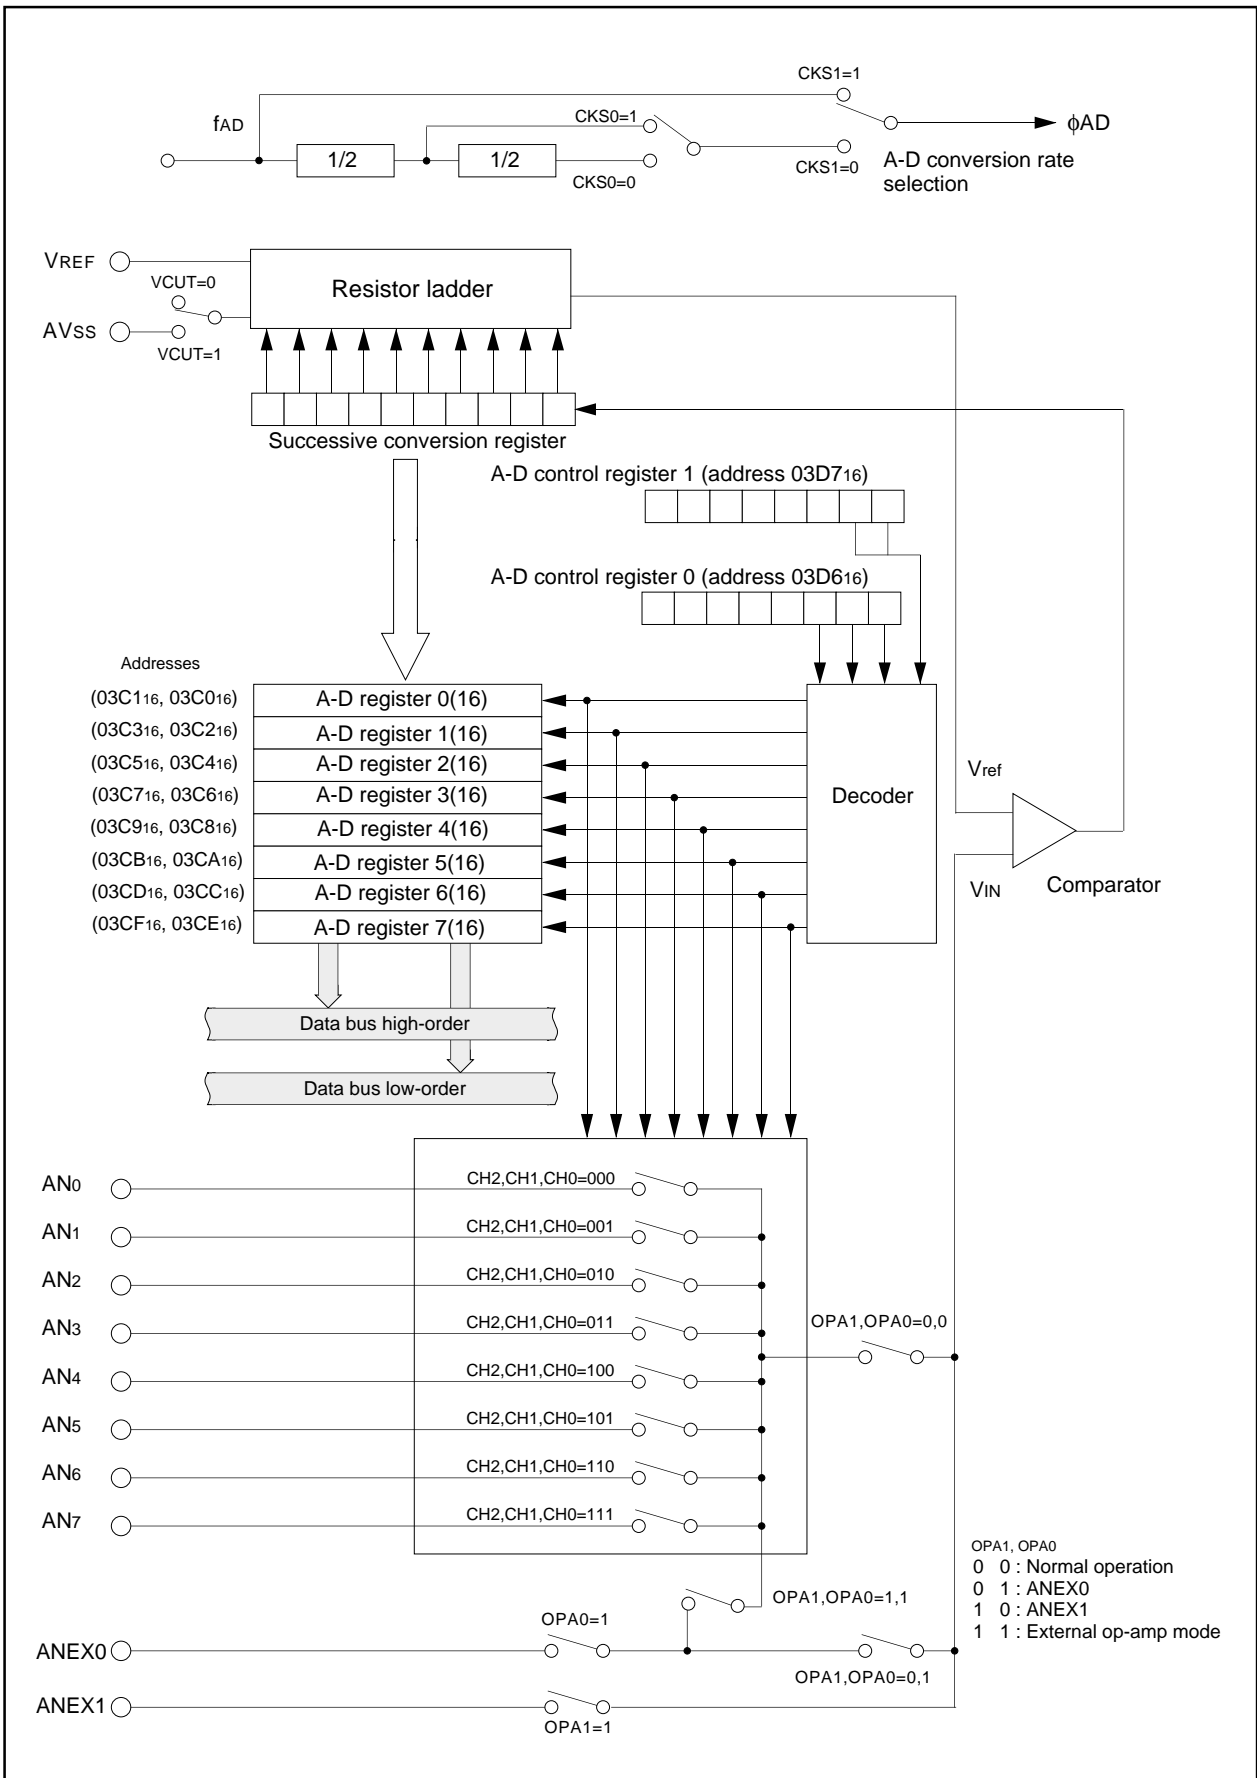 CKS1=1
fAD
CKS0=1
φAD
1/2
1/2
CKS0=0
CKS1=0
A-D conversion rate
selection
VREF
VCUT=0
Resistor ladder
AVSS
VCUT=1
Successive conversion register
A-D control register 1 (address 03D716)
A-D control register 0 (address 03D616)
Addresses
(03C116, 03C016)
A-D register 0(16)
(03C316, 03C216)
A-D register 1(16)
(03C516, 03C416)
A-D register 2(16)
(03C716, 03C616)
A-D register 3(16)
(03C916, 03C816)
A-D register 4(16)
(03CB16, 03CA16)
A-D register 5(16)
(03CD16, 03CC16)
A-D register 6(16)
(03CF16, 03CE16)
A-D register 7(16)
Decoder
Vref
VIN
Comparator
Data bus high-order
Data bus low-order
AN0
CH2,CH1,CH0=000
AN1
CH2,CH1,CH0=001
AN2
CH2,CH1,CH0=010
AN3
CH2,CH1,CH0=011
OPA1,OPA0=0,0
AN4
CH2,CH1,CH0=100
AN5
CH2,CH1,CH0=101
AN6
CH2,CH1,CH0=110
AN7
CH2,CH1,CH0=111
OPA1, OPA0
0 0 : Normal operation
0 1 : ANEX0
1 0 : ANEX1
1 1 : External op-amp mode
OPA1,OPA0=1,1
OPA0=1
ANEX0
OPA1,OPA0=0,1
ANEX1
OPA1=1